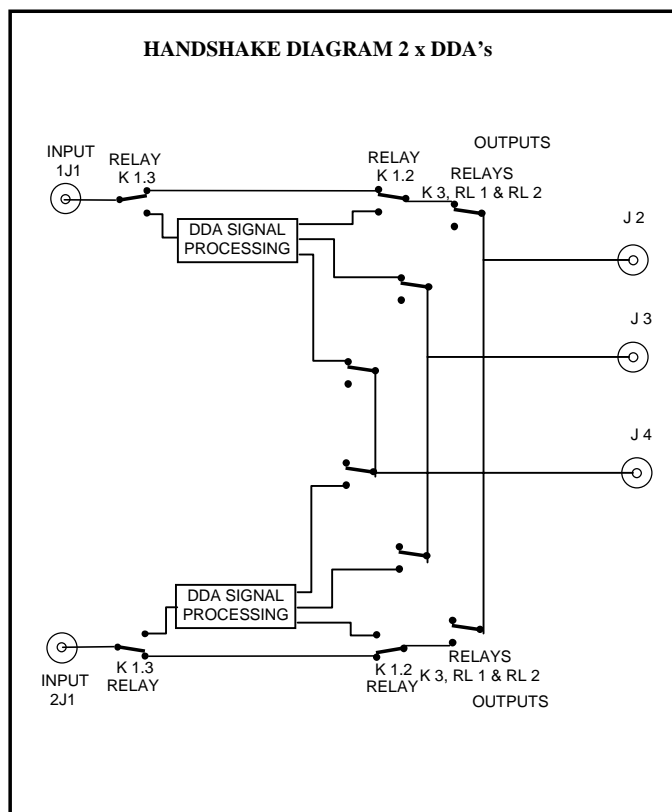 HANDSHAKE DIAGRAM 2 x DDA's
OUTPUTS
INPUT
1J1
RELAY
K 1.3
RELAY
K 1.2
RELAYS
K 3, RL 1 & RL 2
DDA SIGNAL
PROCESSING
J 2
J 3
J 4
DDA SIGNAL
PROCESSING
INPUT
2J1
K 1.3
RELAY
K 1.2
RELAY
RELAYS
K 3, RL 1 & RL 2
OUTPUTS